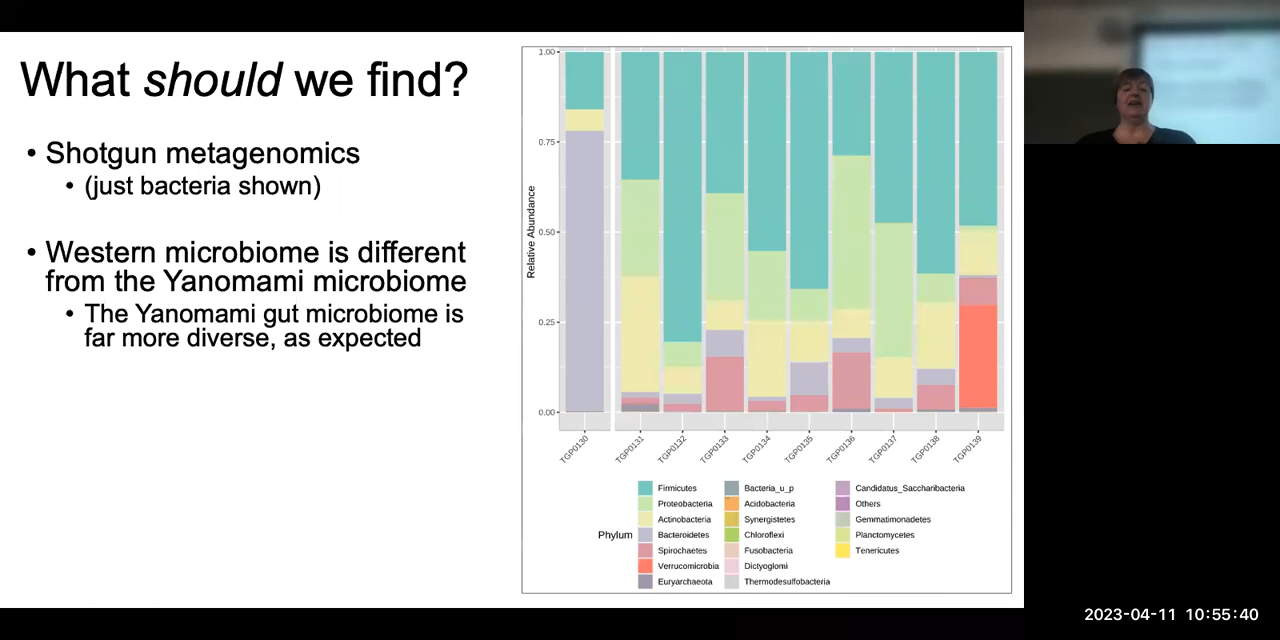 What should we find?
• Shotgun metagenomics
• (just bacteria shown)
• Western microbiome is different
from the Yanomami microbiome
• The Yanomami gut microbiome is
far more diverse, as expected
Relative Abundance
1.00
0.75
0.50
0.25
0.00
TGP0130
TGP0131
TGP0132
TGP0133
TGP0134
TGP0135
TGP0136
TGP0137
TGP0138
TGP0139
Phylum
Firmicutes
Proteobacteria
Actinobacteria
Bacteroidetes
Spirochaetes
Verrucomicrobia
Euryarchaeota
Bacteria_u_p
Acidobacteria
Synergistetes
Chloroflexi
Fusobacteria
Dictyoglomi
Thermodesulfobacteria
Candidatus_Saccharibacteria
Others
Gemmatimonadetes
Planctomycetes
Tenericutes
2023-04-11 10:55:40